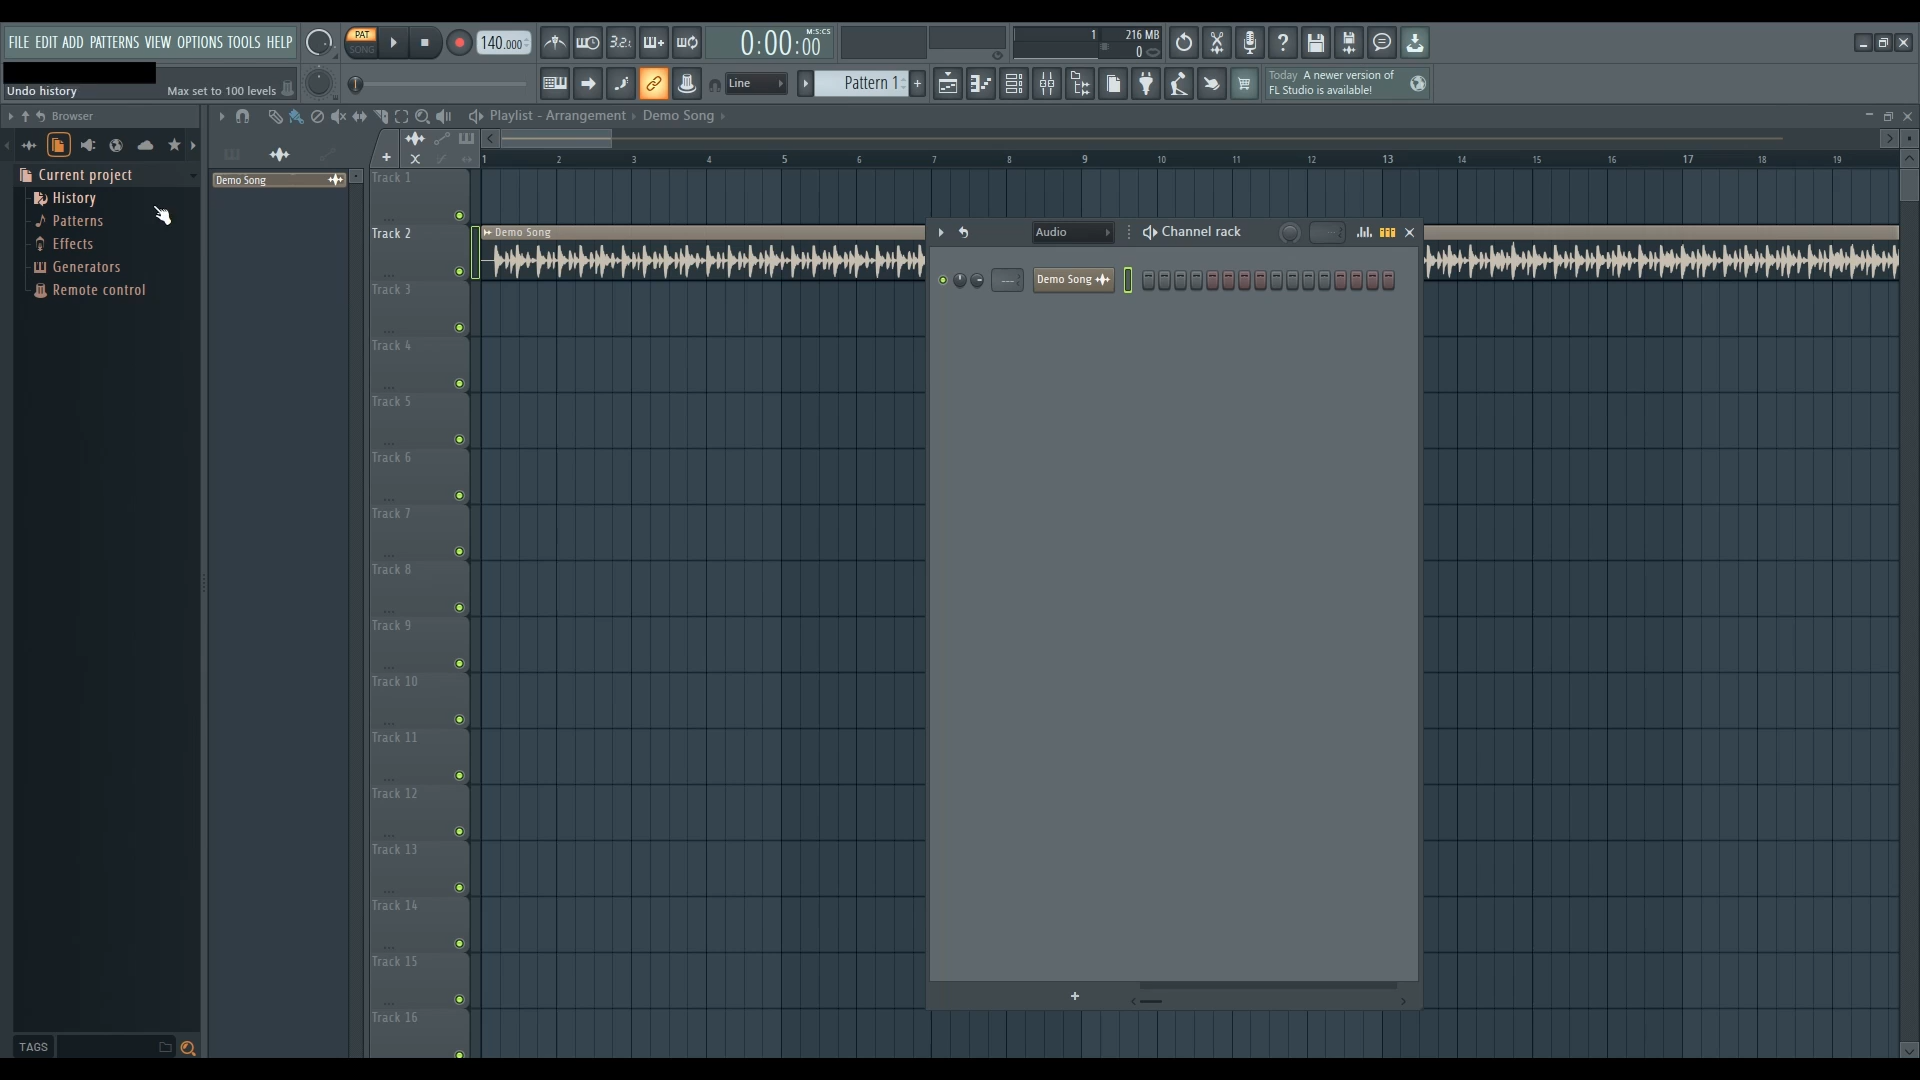 FILE EDIT ADD PATTERNS VIEW OPTIONS TOOLS HELP
PAT
SONG
140.000
3.2.
0:00:00
M:S:CS
1
216 MB
0
Undo history
Max set to 100 levels
Line
Pattern 1
+
Today A newer version of
FL Studio is available!
Browser
Playlist - Arrangement › Demo Song ›
Current project
History
Patterns
Effects
Generators
Remote control
Demo Song
1 2 3 4 5 6 7 8 9 10 11 12 13 14 15 16 17 18 19
Track 1
Track 2
Demo Song
Track 3
Track 4
Track 5
Track 6
Track 7
Track 8
Track 9
Track 10
Track 11
Track 12
Track 13
Track 14
Track 15
Track 16
Audio
Channel rack
---
Demo Song
+
TAGS